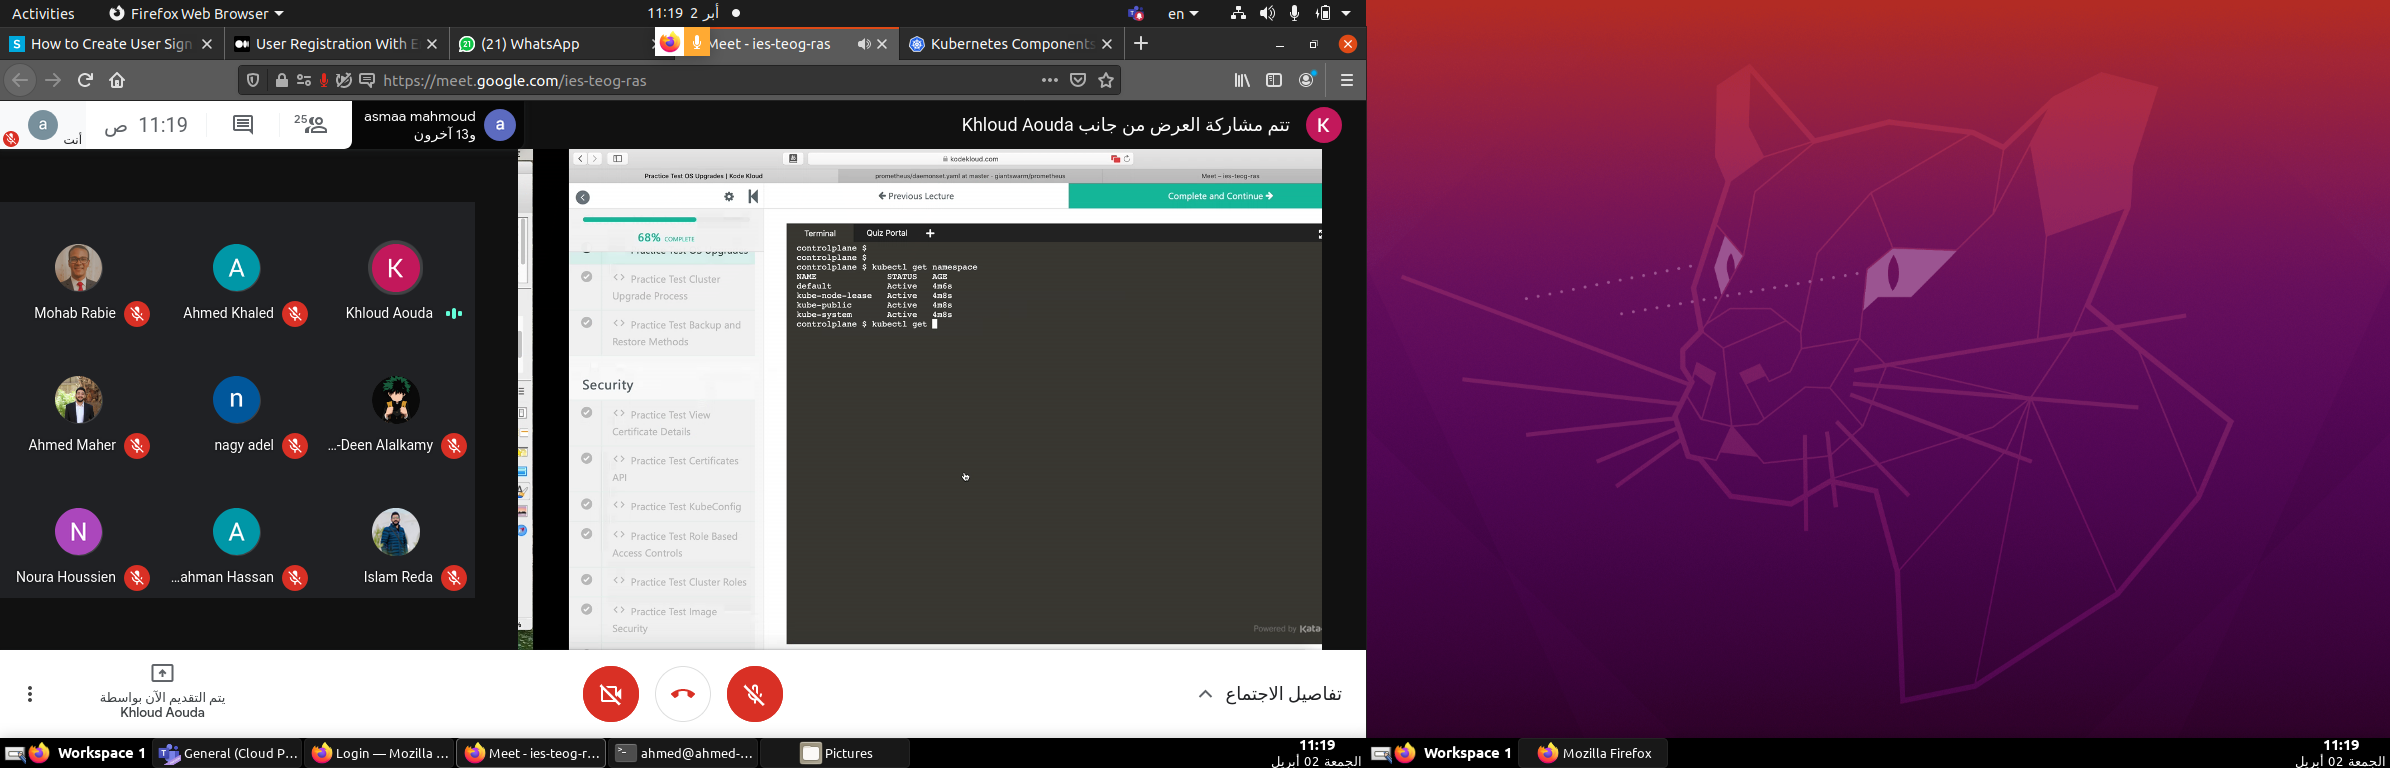 Activities
Firefox Web Browser
11:19 2 أبر
en
How to Create User Sign
User Registration With E
(21) WhatsApp
Meet - ies-teog-ras
Kubernetes Components
https://meet.google.com/ies-teog-ras
a
أنت
11:19 ص
25
asmaa mahmoud
و13 آخرون
a
تتم مشاركة العرض من جانب Khloud Aouda
K
Mohab Rabie
A
Ahmed Khaled
K
Khloud Aouda
Ahmed Maher
n
nagy adel
...-Deen Alalkamy
N
Noura Houssien
A
...ahman Hassan
Islam Reda
kodekloud.com
Practice Test OS Upgrades | Kode Kloud
prometheus/daemonset.yaml at master · giantswarm/prometheus
Meet – ies-teog-ras
Previous Lecture
Complete and Continue
68% COMPLETE
Practice Test OS Upgrades
Practice Test Cluster
Upgrade Process
Practice Test Backup and
Restore Methods
Security
Practice Test View
Certificate Details
Practice Test Certificates
API
Practice Test KubeConfig
Practice Test Role Based
Access Controls
Practice Test Cluster Roles
Practice Test Image
Security
Terminal
Quiz Portal
+
controlplane $
controlplane $
controlplane $ kubectl get namespace
NAME STATUS AGE
default Active 4m6s
kube-node-lease Active 4m8s
kube-public Active 4m8s
kube-system Active 4m8s
controlplane $ kubectl get
Powered by Kata
يتم التقديم الآن بواسطة
Khloud Aouda
تفاصيل الاجتماع
Workspace 1
General (Cloud P...
Login — Mozilla ...
Meet - ies-teog-r...
ahmed@ahmed-...
Pictures
11:19
الجمعة 02 أبريل
Workspace 1
Mozilla Firefox
11:19
الجمعة 02 أبريل